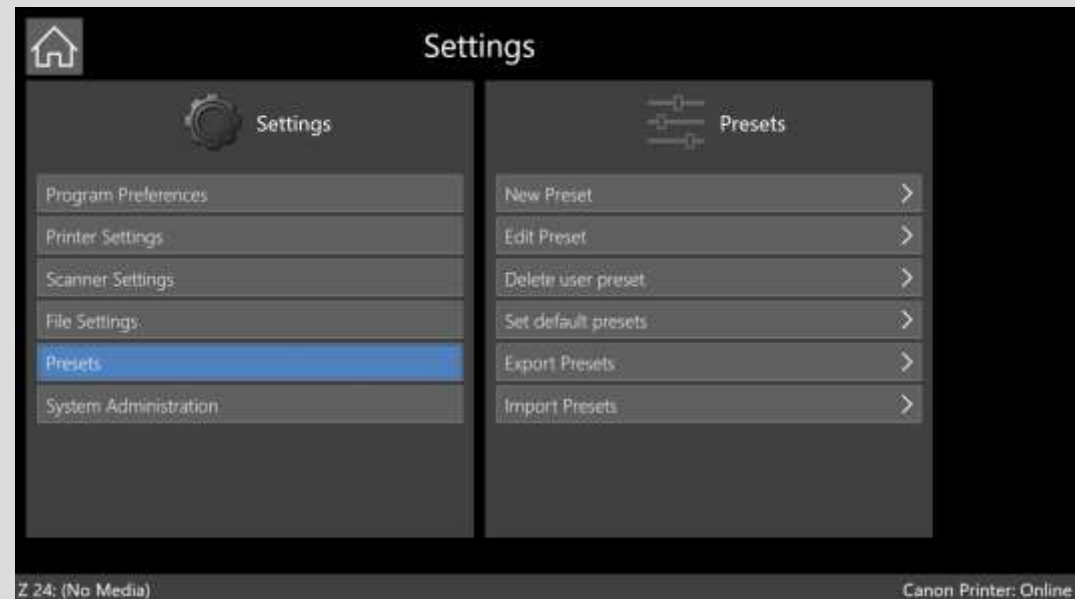 Settings
Settings
Program Preferences
Printer Settings
Scanner Settings
File Settings
Presets
System Administration
Presets
New Preset
Edit Preset
Delete user preset
Set default presets
Export Presets
Import Presets
Z 24: (No Media)
Canon Printer: Online